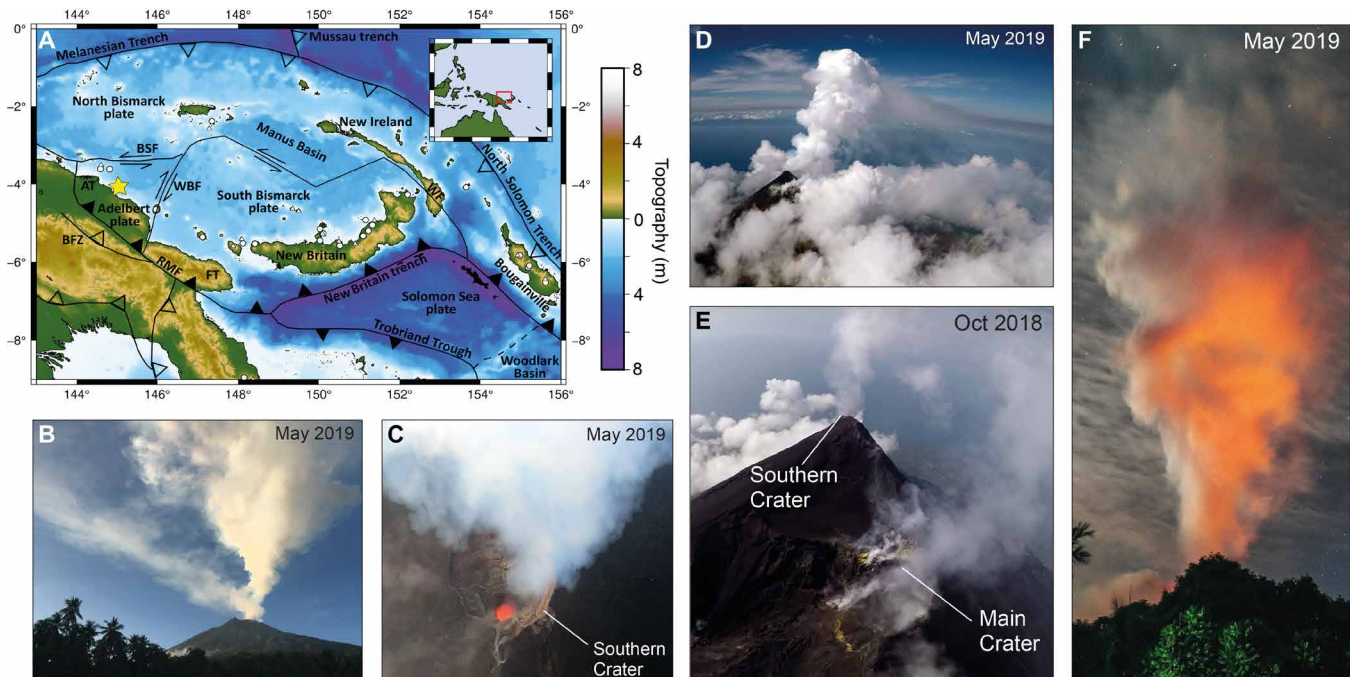 144° 146° 148° 150° 152° 154° 156°
A
0°
−2°
−4°
−6°
−8°
Melanesian Trench
Mussau trench
North Bismarck
plate
New Ireland
Manus Basin
BSF
WBF
AT
Adelbert
plate
South Bismarck
plate
WF
North Solomon Trench
BFZ
RMF
FT
New Britain
New Britain trench
Solomon Sea
plate
Bougainville
Trobriand Trough
Woodlark
Basin
0°
−2°
−4°
−6°
−8°
144° 146° 148° 150° 152° 154° 156°
8
6
4
2
0
2
4
6
8
Topography (m)
B
May 2019
C
May 2019
Southern
Crater
D
May 2019
E
Oct 2018
Southern
Crater
Main
Crater
F
May 2019